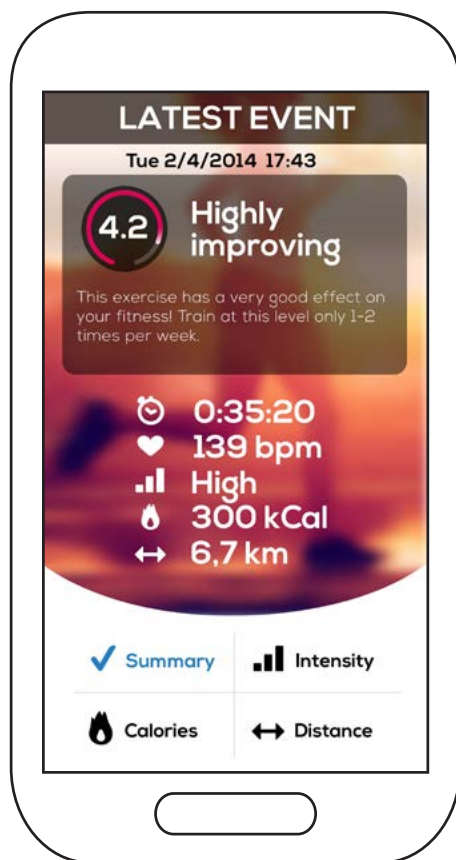 LATEST EVENT
Tue 2/4/2014 17:43
4.2
Highly
improving
This exercise has a very good effect on
your fitness! Train at this level only 1-2
times per week.
0:35:20
139 bpm
High
300 kCal
6,7 km
Summary
Intensity
Calories
Distance